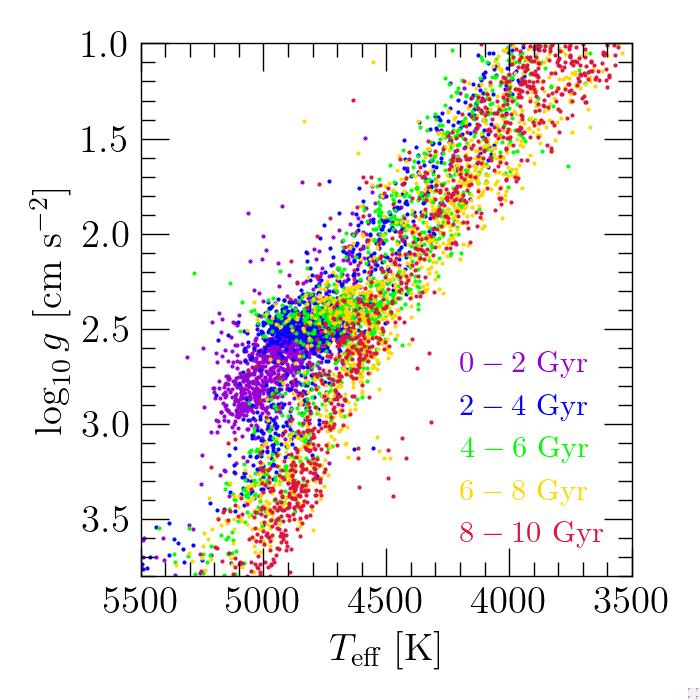 1.0
1.5
2.0
2.5
3.0
3.5
log₁₀ g [cm s⁻²]
0 − 2 Gyr
2 − 4 Gyr
4 − 6 Gyr
6 − 8 Gyr
8 − 10 Gyr
5500 5000 4500 4000 3500
T_eff [K]